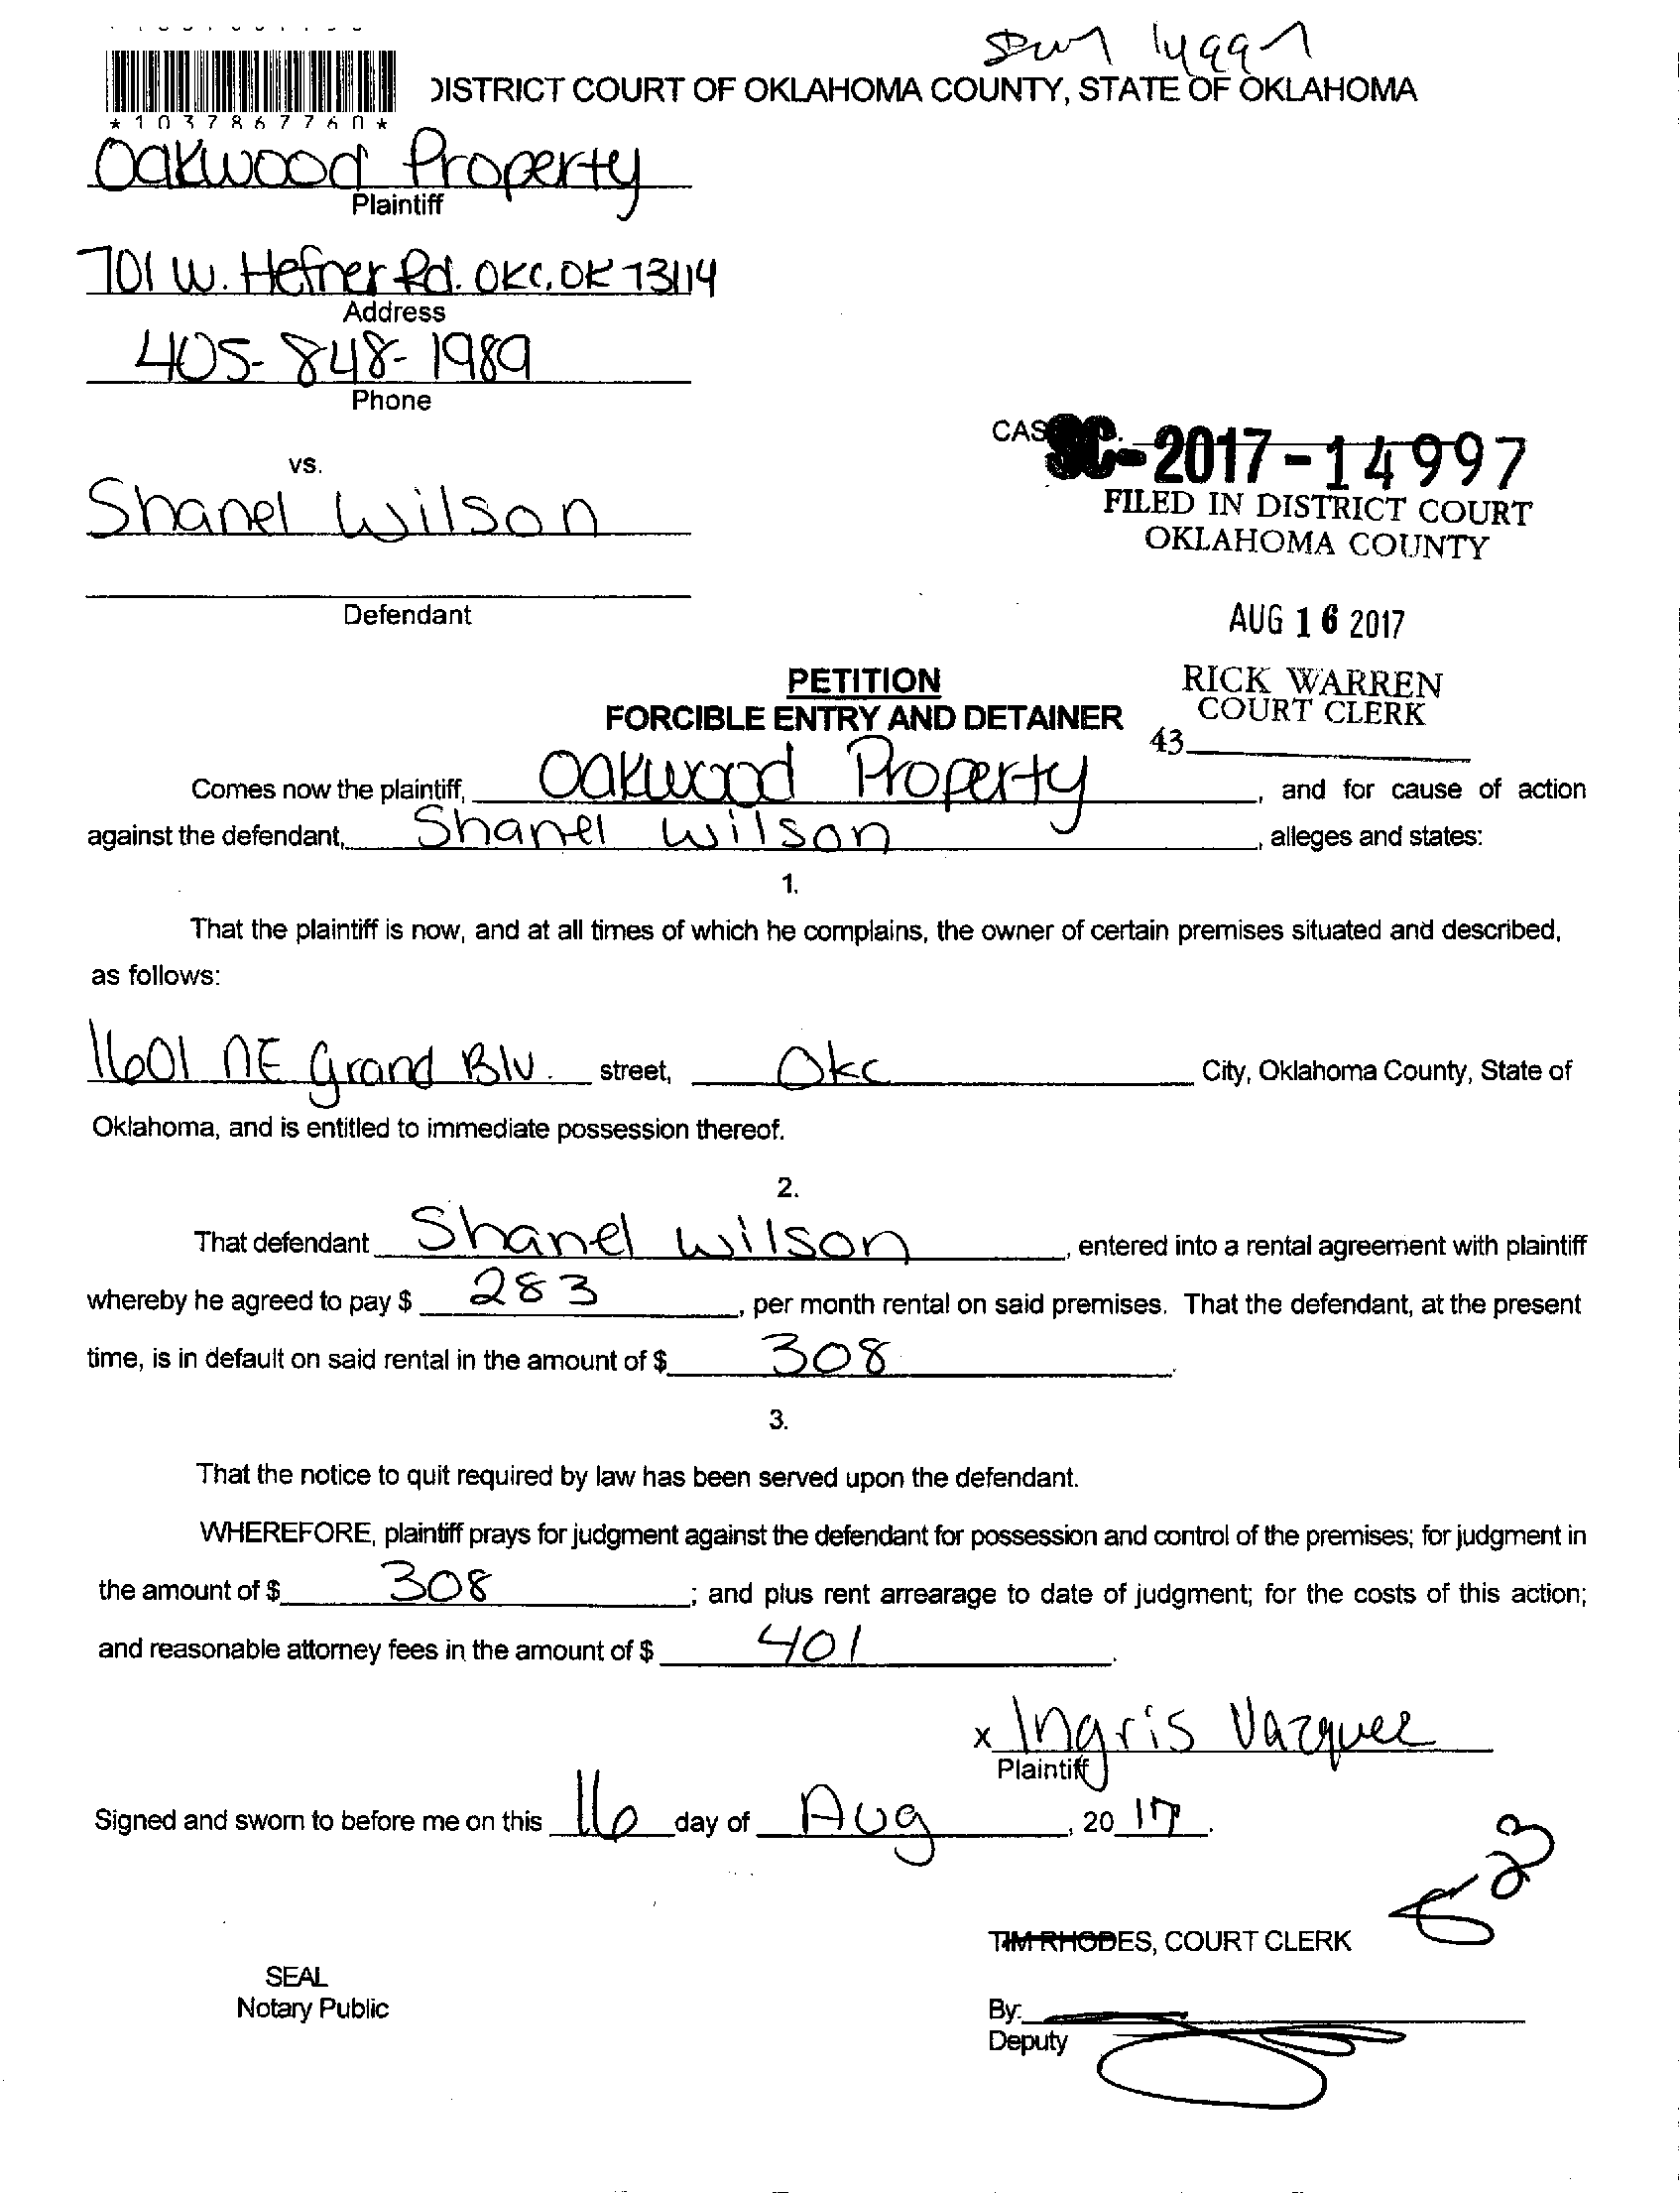 *1037867760*
DISTRICT COURT OF OKLAHOMA COUNTY, STATE OF OKLAHOMA
Oakwood Property
Plaintiff
701 W. Hefner Rd. OKC, OK 73114
Address
405-848-1989
Phone
SC-2017-14997
vs.
FILED IN DISTRICT COURT
Shanel Wilson
OKLAHOMA COUNTY
Defendant
AUG 16 2017
PETITION
RICK WARREN
FORCIBLE ENTRY AND DETAINER
COURT CLERK
43
Comes now the plaintiff, Oakwood Property, and for cause of action
against the defendant, Shanel Wilson, alleges and states:
1.
That the plaintiff is now, and at all times of which he complains, the owner of certain premises situated and described,
as follows:
1601 NE Grand Blv. street, Okc City, Oklahoma County, State of
Oklahoma, and is entitled to immediate possession thereof.
2.
That defendant Shanel Wilson, entered into a rental agreement with plaintiff
whereby he agreed to pay $ 283, per month rental on said premises. That the defendant, at the present
time, is in default on said rental in the amount of $ 308.
3.
That the notice to quit required by law has been served upon the defendant.
WHEREFORE, plaintiff prays for judgment against the defendant for possession and control of the premises; for judgment in
the amount of $ 308; and plus rent arrearage to date of judgment; for the costs of this action;
and reasonable attorney fees in the amount of $ 401.
x Ingris Vazquez
Plaintiff
Signed and sworn to before me on this 16 day of Aug, 20 17.
TIM RHODES, COURT CLERK
SEAL
Notary Public
By:
Deputy